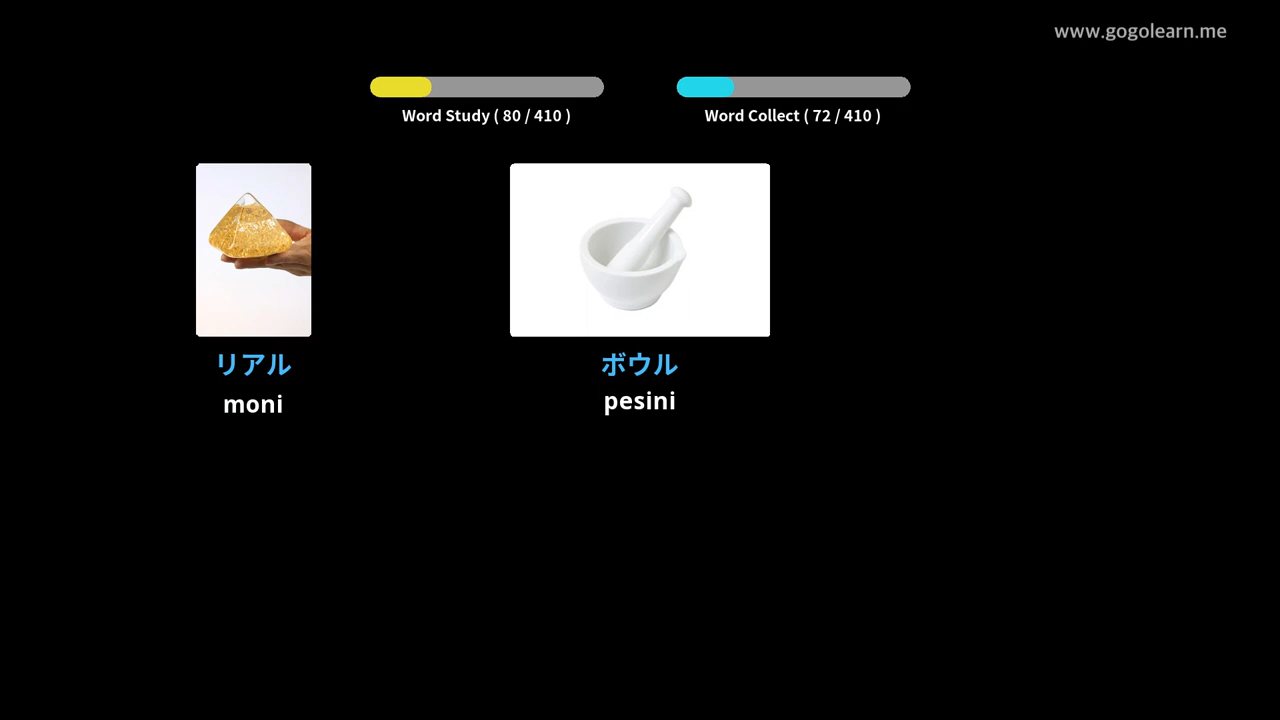 www.gogolearn.me
Word Study ( 80 / 410 )
Word Collect ( 72 / 410 )
リアル
moni
ボウル
pesini